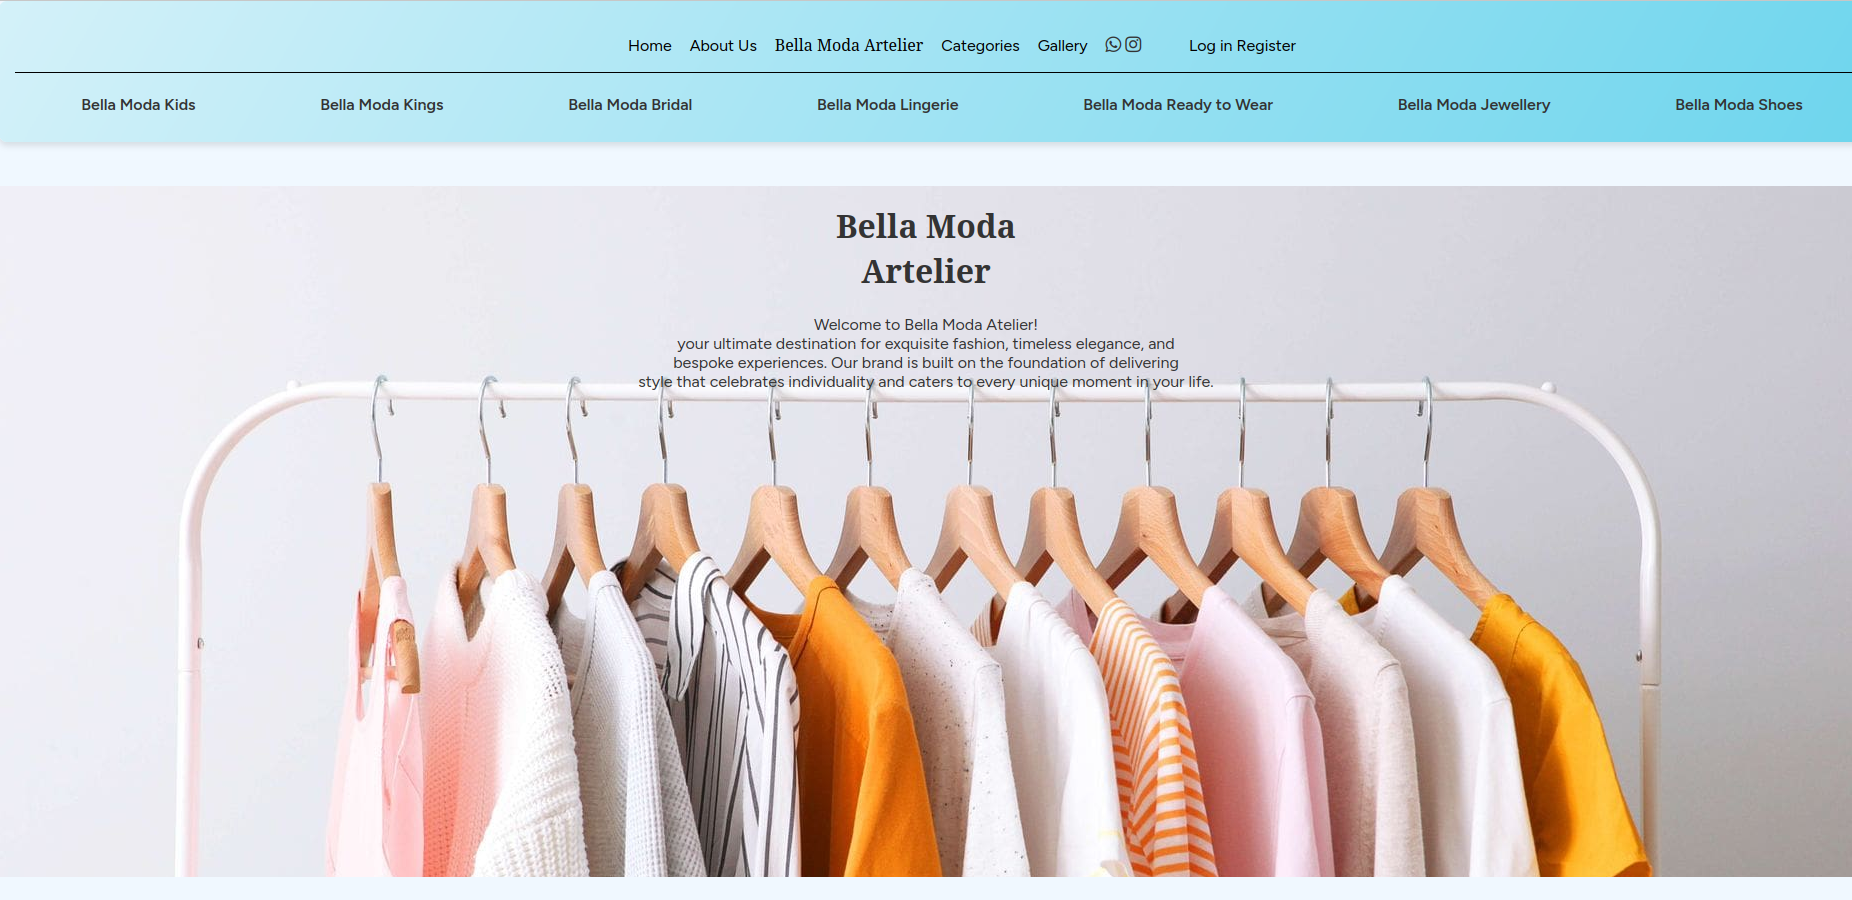 Home About Us Bella Moda Artelier Categories Gallery Log in Register
Bella Moda Kids Bella Moda Kings Bella Moda Bridal Bella Moda Lingerie Bella Moda Ready to Wear Bella Moda Jewellery Bella Moda Shoes
Bella Moda
Artelier
Welcome to Bella Moda Atelier!
your ultimate destination for exquisite fashion, timeless elegance, and
bespoke experiences. Our brand is built on the foundation of delivering
style that celebrates individuality and caters to every unique moment in your life.